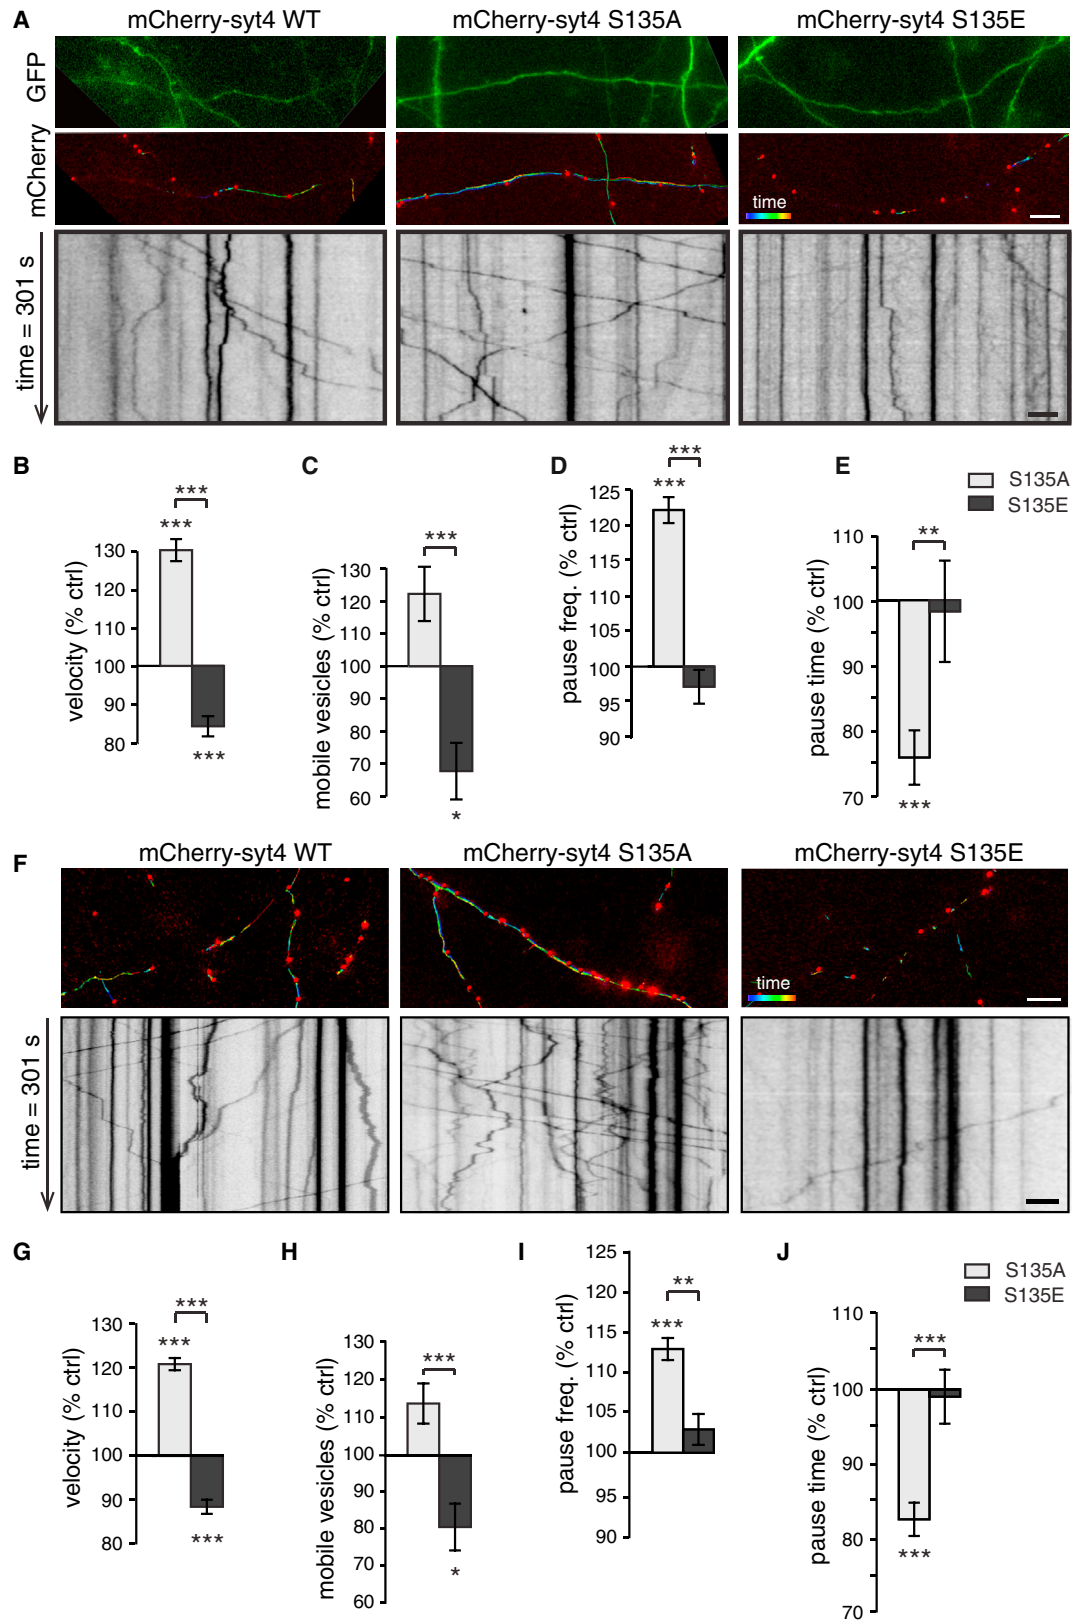 A
mCherry-syt4 WT
mCherry-syt4 S135A
mCherry-syt4 S135E
GFP
mCherry
time
time = 301 s
B
velocity (% ctrl)
130
120
110
100
90
80
***
***
***
C
mobile vesicles (% ctrl)
130
120
110
100
90
80
70
60
***
*
D
pause freq. (% ctrl)
125
120
110
105
100
95
90
***
***
E
pause time (% ctrl)
110
100
90
80
70
**
***
S135A
S135E
F
mCherry-syt4 WT
mCherry-syt4 S135A
mCherry-syt4 S135E
time
time = 301 s
G
velocity (% ctrl)
130
120
110
100
90
80
***
***
***
H
mobile vesicles (% ctrl)
130
120
110
100
90
80
70
60
***
*
I
pause freq. (% ctrl)
125
120
115
110
105
100
95
90
**
***
J
pause time (% ctrl)
110
100
90
80
70
***
***
S135A
S135E